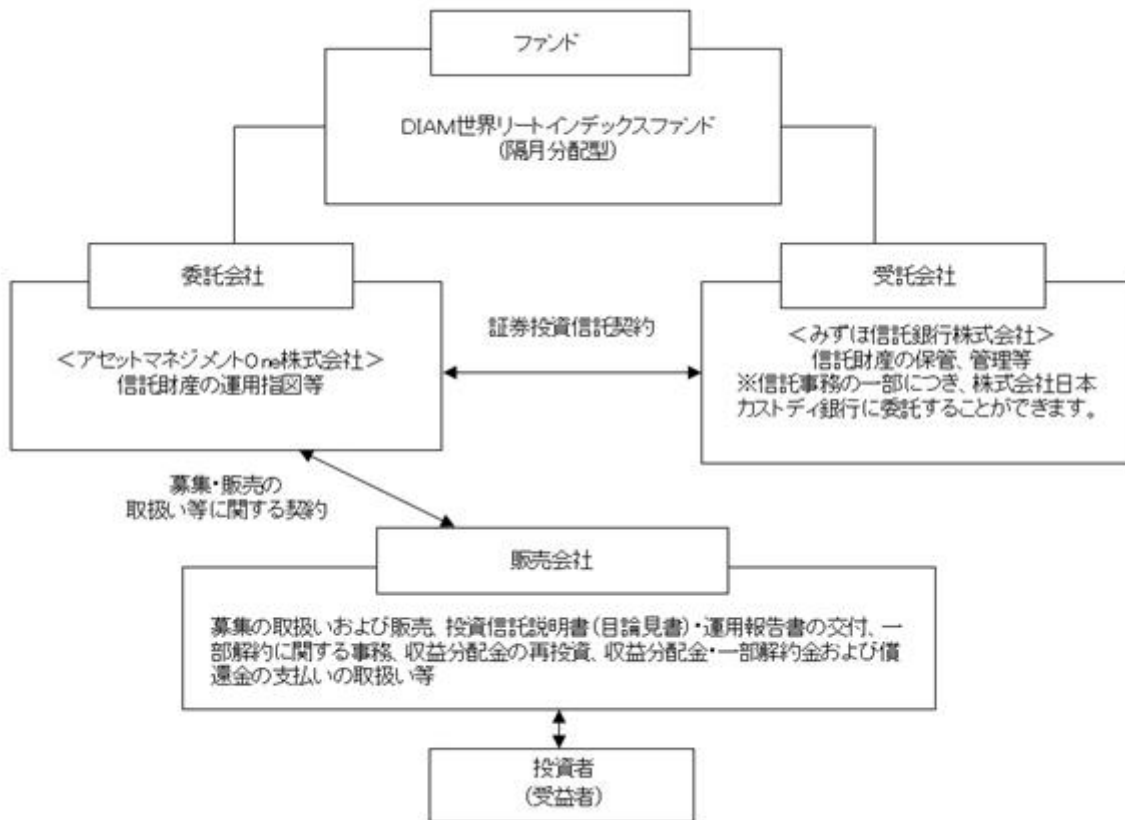 ファンド
DIAM世界リートインデックスファンド
(隔月分配型)
委託会社
<アセットマネジメントOne株式会社>
信託財産の運用指図等
証券投資信託契約
受託会社
<みずほ信託銀行株式会社>
信託財産の保管、管理等
※信託事務の一部につき、株式会社日本
カストディ銀行に委託することができます。
募集・販売の
取扱い等に関する契約
販売会社
募集の取扱いおよび販売、投資信託説明書(目論見書)・運用報告書の交付、一
部解約に関する事務、収益分配金の再投資、収益分配金・一部解約金および償
還金の支払いの取扱い等
投資者
(受益者)